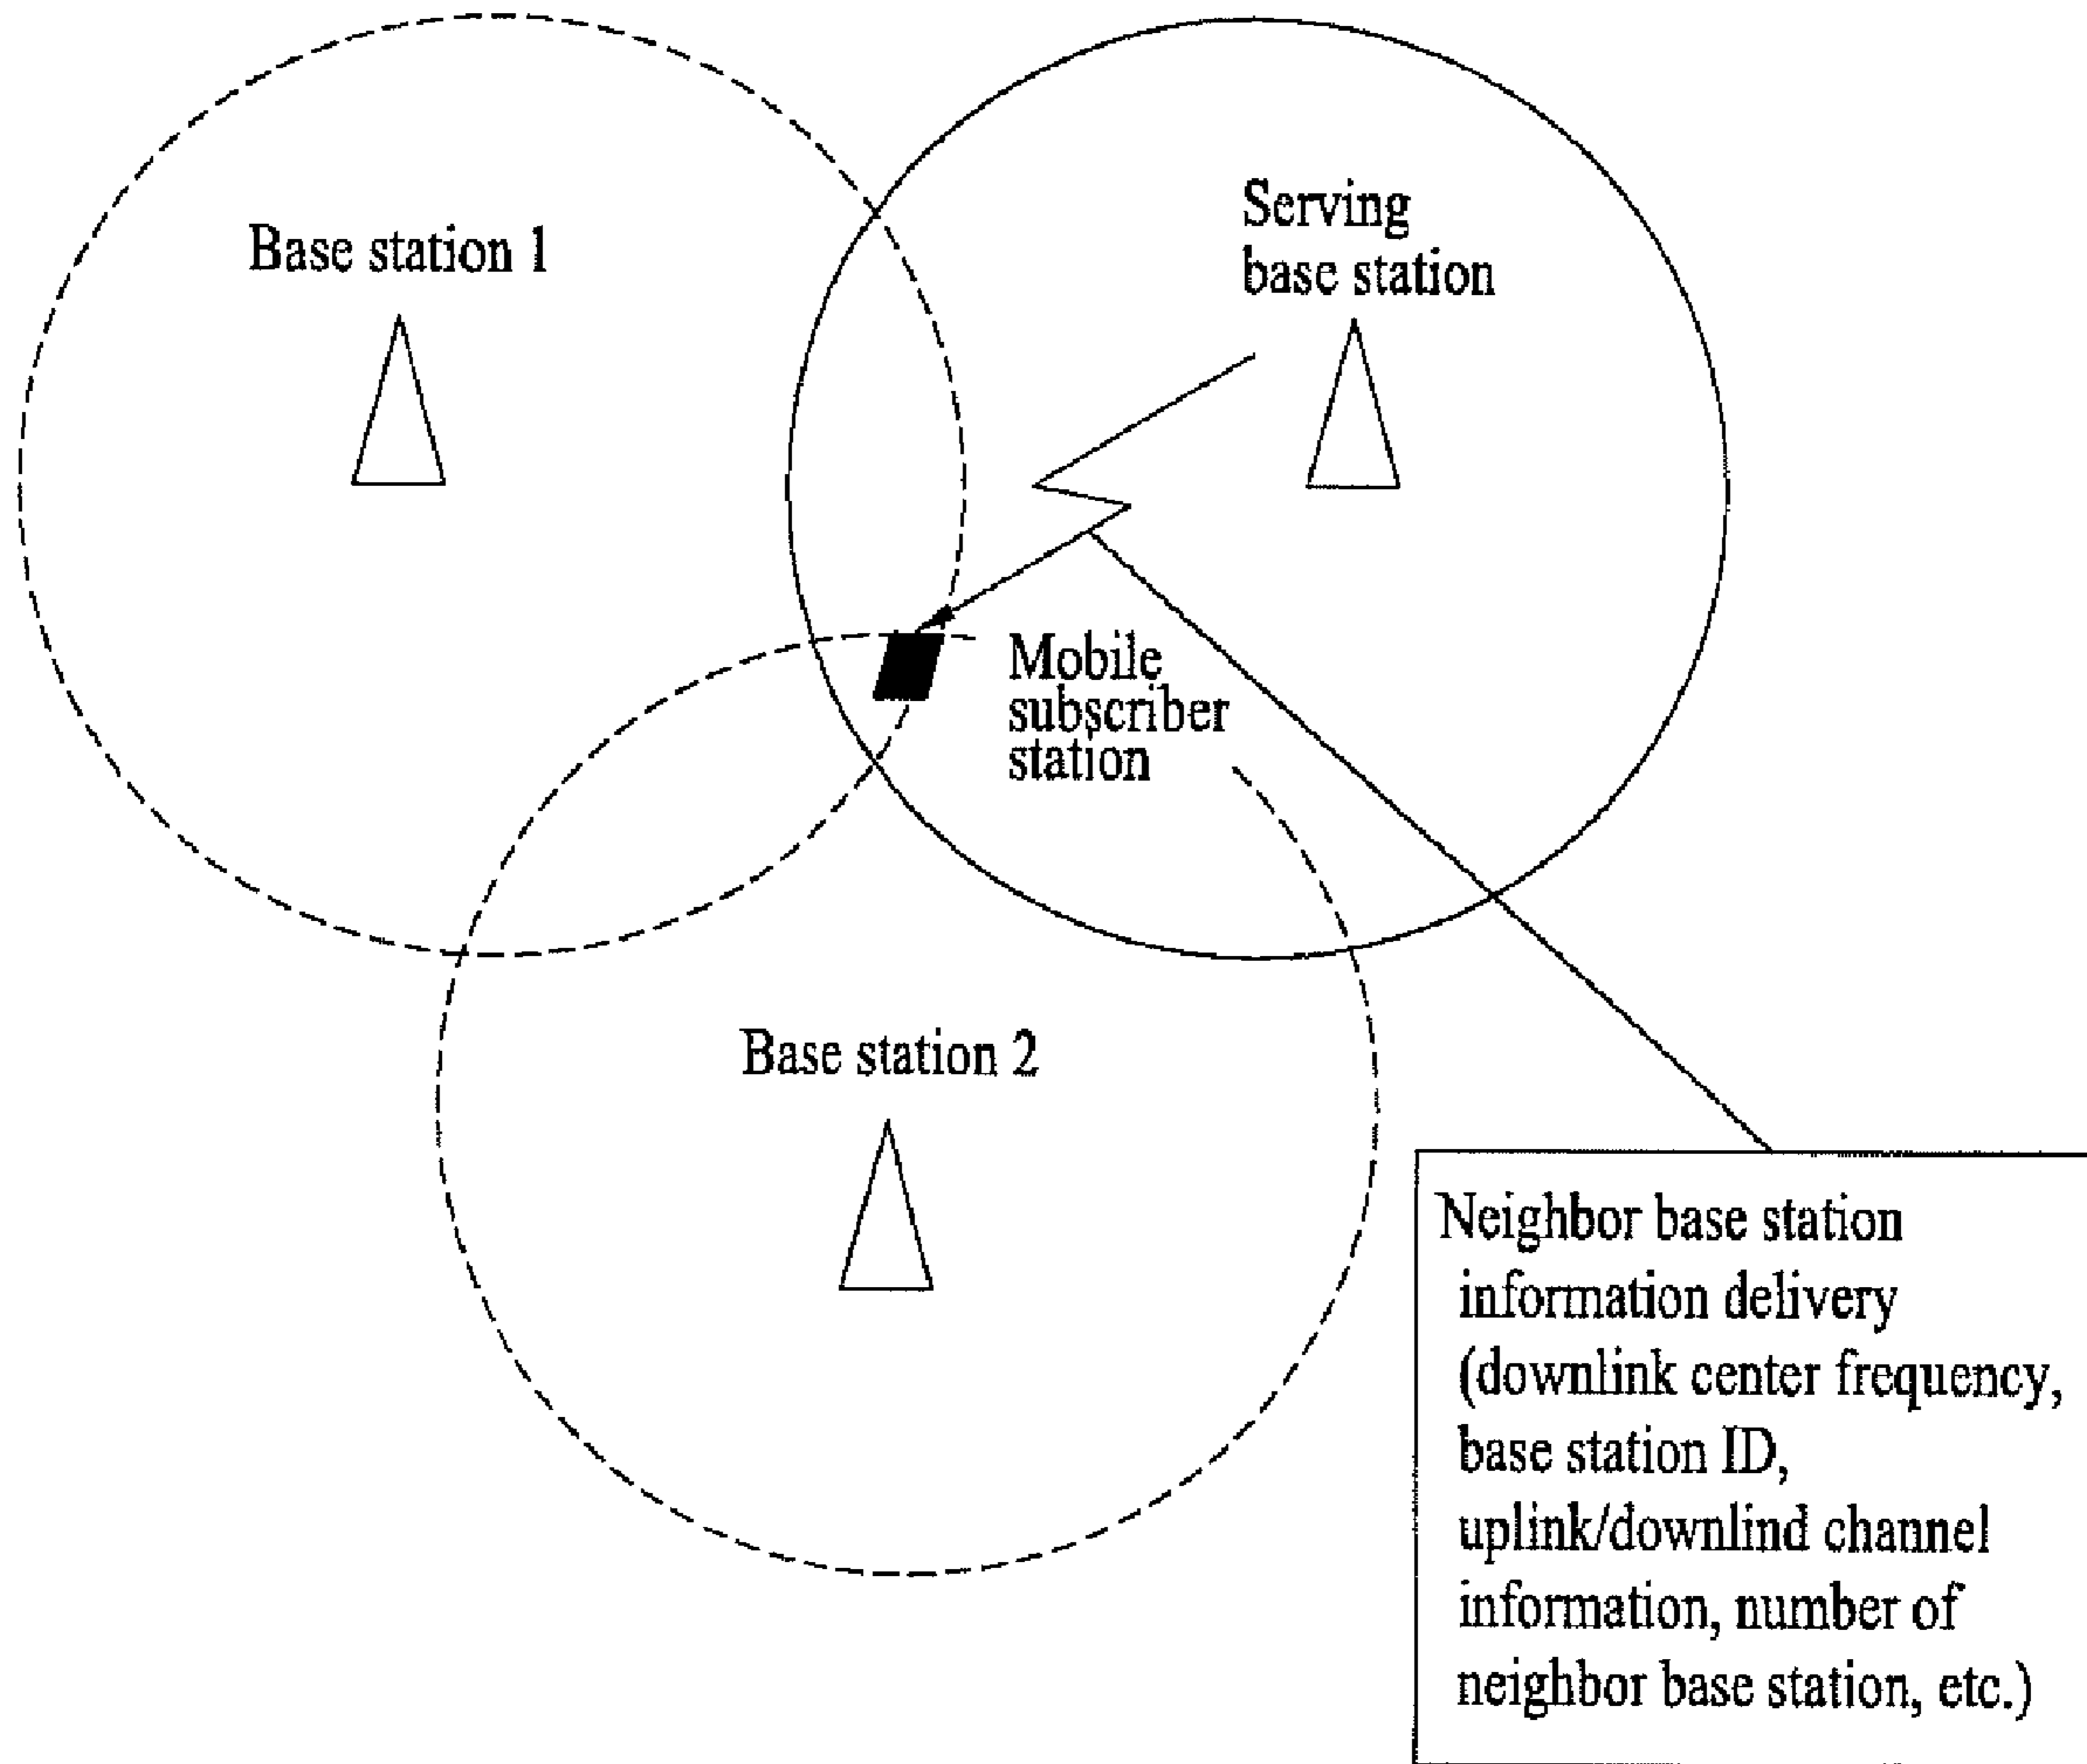 Base station 1
Serving
base station
Mobile
subscriber
station
Base station 2
Neighbor base station
information delivery
(downlink center frequency,
base station ID,
uplink/downlind channel
information, number of
neighbor base station, etc.)